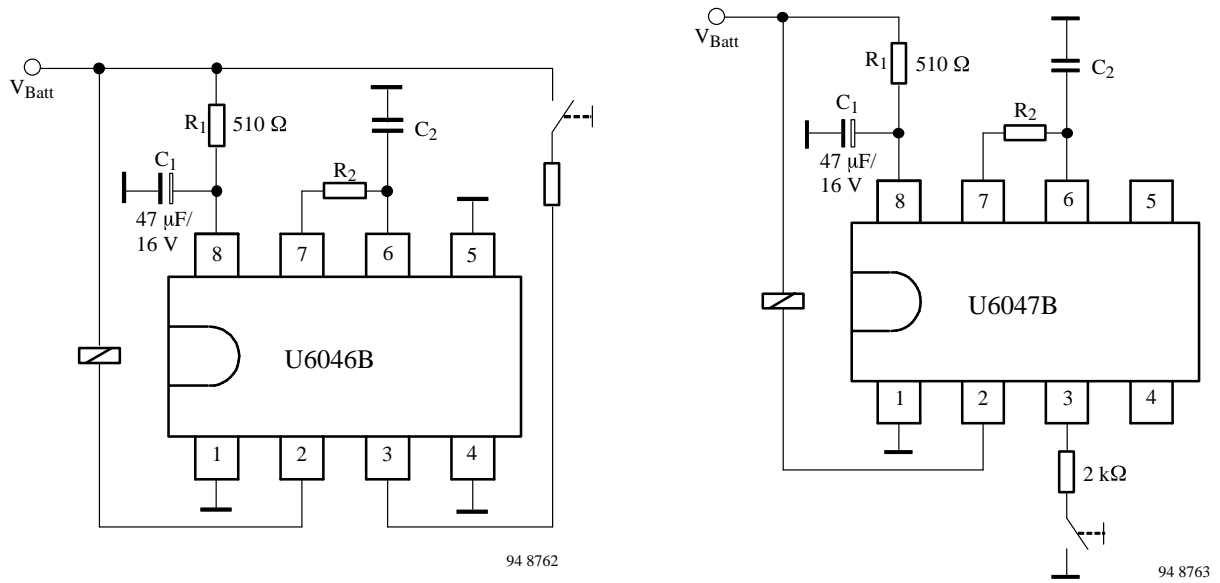 V_Batt
R1
510 Ω
C1
47 μF/
16 V
R2
C2
8
7
6
5
U6046B
1
2
3
4
94 8762
V_Batt
R1
510 Ω
C1
47 μF/
16 V
R2
C2
8
7
6
5
U6047B
1
2
3
4
2 kΩ
94 8763